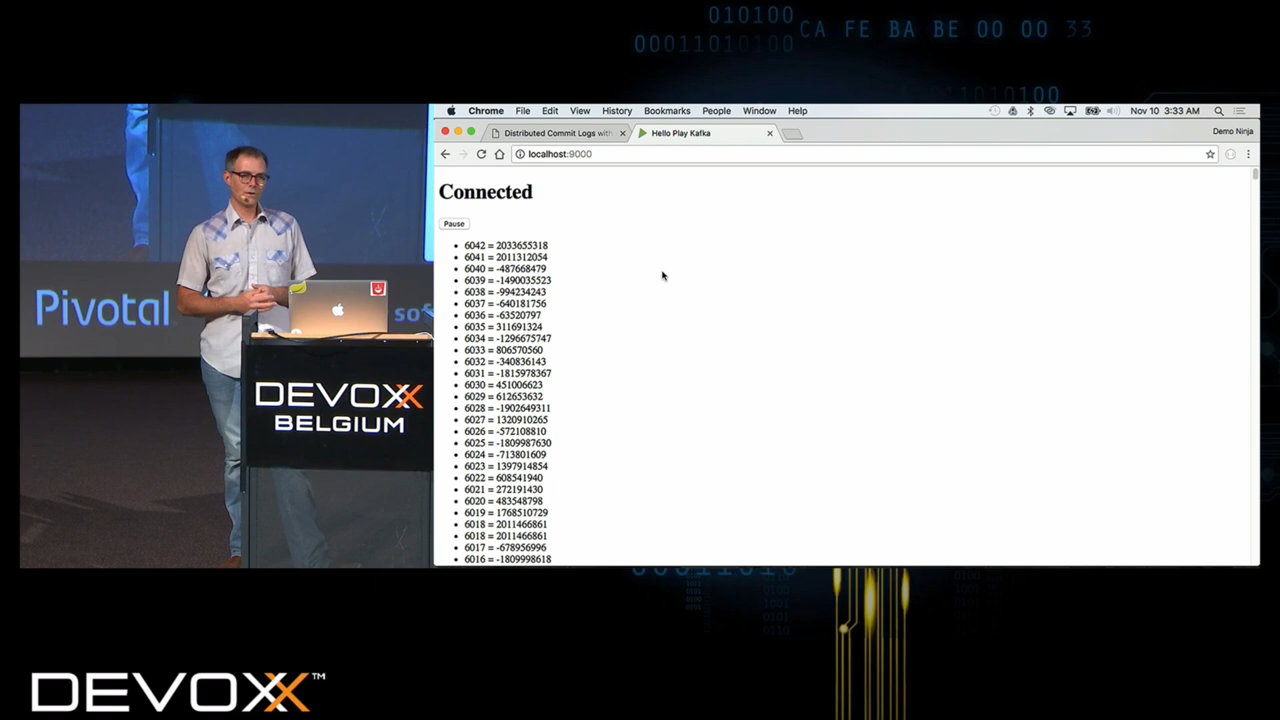 010100
CA FE BA BE 00 00 33
00011010100
1010100
Chrome File Edit View History Bookmarks People Window Help
Nov 10 3:33 AM
Distributed Commit Logs with
Hello Play Kafka
Demo Ninja
localhost:9000
Connected
Pause
6042 = 2033655318
6041 = 2011312054
6040 = -487668479
6039 = -1490035523
6038 = -994234243
6037 = -640181756
6036 = -63520797
6035 = 311691324
6034 = -1296675747
6033 = 806570560
6032 = -340836143
6031 = -1815978367
6030 = 451006623
6029 = 612653632
6028 = -1902649311
6027 = 1320910265
6026 = -572108810
6025 = -1809987630
6024 = -713801609
6023 = 1397914854
6022 = 608541940
6021 = 272191430
6020 = 483548798
6019 = 1768510729
6018 = 2011466861
6018 = 2011466861
6017 = -678956996
6016 = -1809998618
Pivotal
DEVOXX
BELGIUM
DEVOXX™